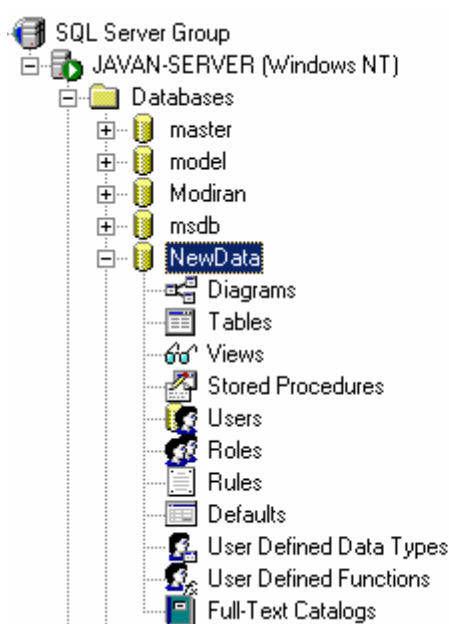 SQL Server Group
JAVAN-SERVER (Windows NT)
Databases
master
model
Modiran
msdb
NewData
Diagrams
Tables
Views
Stored Procedures
Users
Roles
Rules
Defaults
User Defined Data Types
User Defined Functions
Full-Text Catalogs